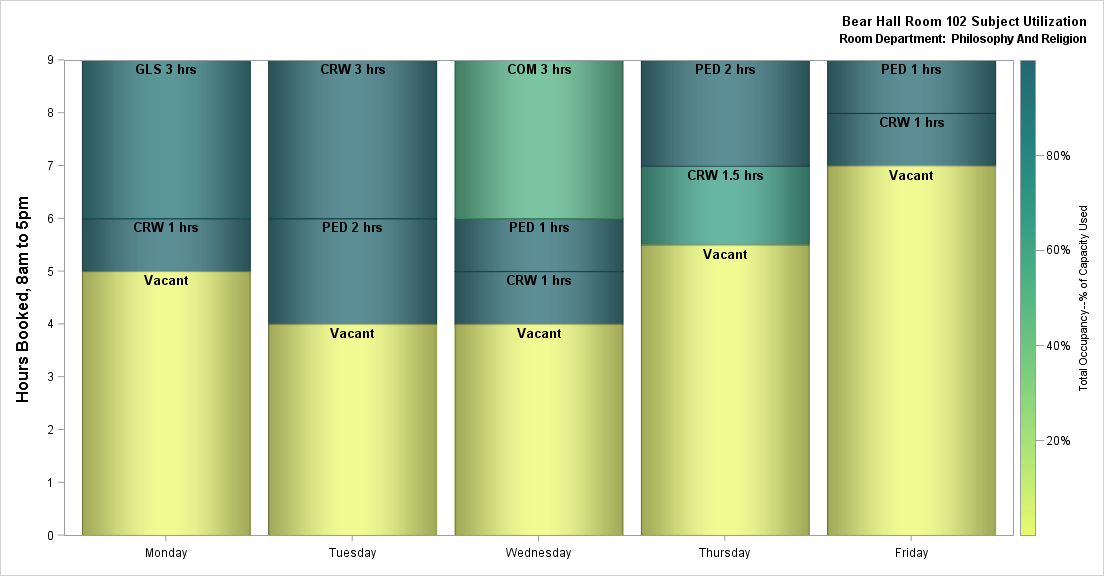 Bear Hall Room 102 Subject Utilization
Room Department: Philosophy And Religion
Hours Booked, 8am to 5pm
9
8
7
6
5
4
3
2
1
0
GLS 3 hrs
CRW 1 hrs
Vacant
CRW 3 hrs
PED 2 hrs
Vacant
COM 3 hrs
PED 1 hrs
CRW 1 hrs
Vacant
PED 2 hrs
CRW 1.5 hrs
Vacant
PED 1 hrs
CRW 1 hrs
Vacant
Monday
Tuesday
Wednesday
Thursday
Friday
80%
60%
40%
20%
Total Occupancy--% of Capacity Used